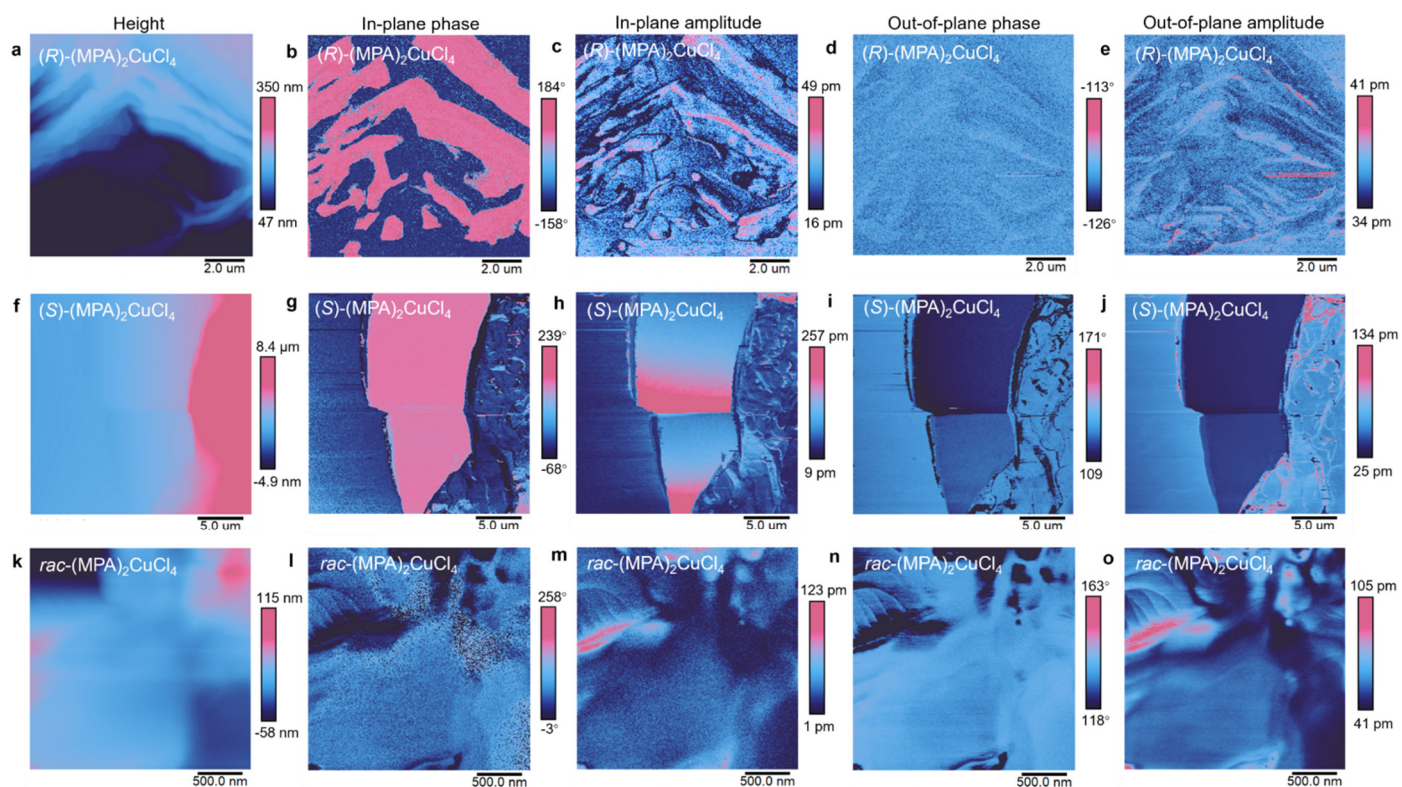 Height
In-plane phase
In-plane amplitude
Out-of-plane phase
Out-of-plane amplitude
a
(R)-(MPA)₂CuCl₄
350 nm
47 nm
2.0 um
b
(R)-(MPA)₂CuCl₄
184°
-158°
2.0 um
c
(R)-(MPA)₂CuCl₄
49 pm
16 pm
2.0 um
d
(R)-(MPA)₂CuCl₄
-113°
-126°
2.0 um
e
(R)-(MPA)₂CuCl₄
41 pm
34 pm
2.0 um
f
(S)-(MPA)₂CuCl₄
8.4 µm
-4.9 nm
5.0 um
g
(S)-(MPA)₂CuCl₄
239°
-68°
5.0 um
h
(S)-(MPA)₂CuCl₄
257 pm
9 pm
5.0 um
i
(S)-(MPA)₂CuCl₄
171°
109
5.0 um
j
(S)-(MPA)₂CuCl₄
134 pm
25 pm
5.0 um
k
rac-(MPA)₂CuCl₄
115 nm
-58 nm
500.0 nm
l
rac-(MPA)₂CuCl₄
258°
-3°
500.0 nm
m
rac-(MPA)₂CuCl₄
123 pm
1 pm
500.0 nm
n
rac-(MPA)₂CuCl₄
163°
118°
500.0 nm
o
rac-(MPA)₂CuCl₄
105 pm
41 pm
500.0 nm